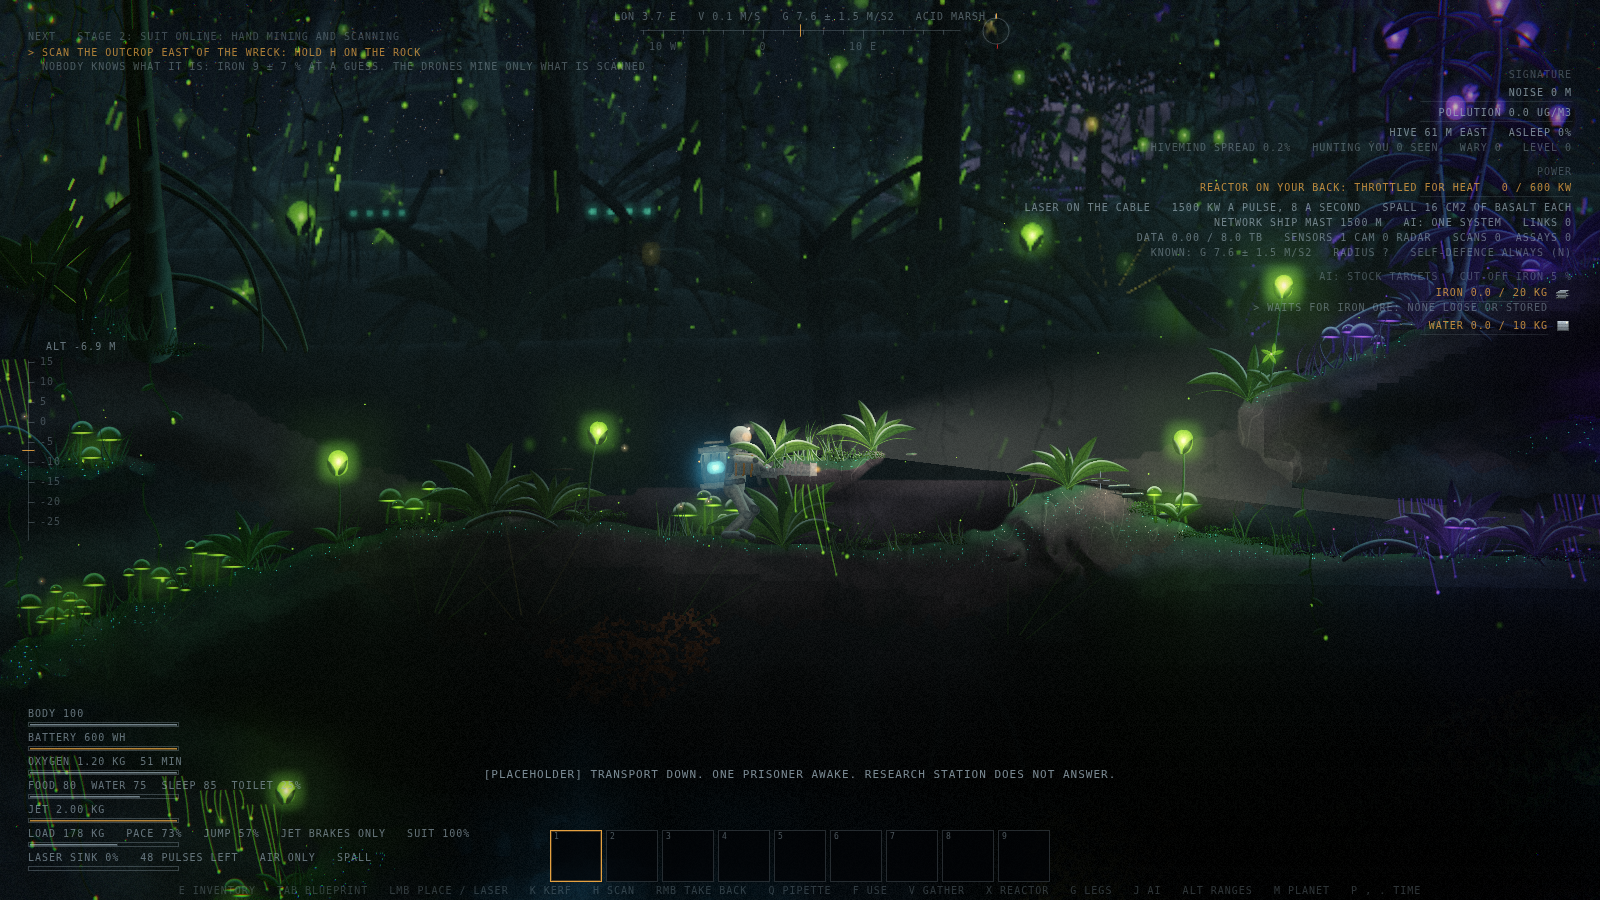 LON 3.7 E   V 0.1 M/S   G 7.6 ± 1.5 M/S2   ACID MARSH
10 W   0   10 E
NEXT   STAGE 2: SUIT ONLINE: HAND MINING AND SCANNING
> SCAN THE OUTCROP EAST OF THE WRECK: HOLD H ON THE ROCK
NOBODY KNOWS WHAT IT IS: IRON 9 ± 7 % AT A GUESS. THE DRONES MINE ONLY WHAT IS SCANNED
SIGNATURE
NOISE 0 M
POLLUTION 0.0 UG/M3
HIVE 61 M EAST   ASLEEP 0%
HIVEMIND SPREAD 0.2%   HUNTING YOU 0 SEEN   WARY 0   LEVEL 0
POWER
REACTOR ON YOUR BACK: THROTTLED FOR HEAT   0 / 600 KW
LASER ON THE CABLE   1500 KW A PULSE, 8 A SECOND   SPALL 16 CM2 OF BASALT EACH
NETWORK SHIP MAST 1500 M   AI: ONE SYSTEM   LINKS 0
DATA 0.00 / 8.0 TB   SENSORS 1 CAM 0 RADAR   SCANS 0   ASSAYS 0
KNOWN: G 7.6 ± 1.5 M/S2   RADIUS ?   SELF-DEFENCE ALWAYS (N)
AI: STOCK TARGETS   CUT-OFF IRON 5 %
IRON 0.0 / 20 KG
> WAITS FOR IRON ORE: NONE LOOSE OR STORED
WATER 0.0 / 10 KG
ALT -6.9 M
15
10
5
0
-5
-10
-15
-20
-25
BODY 100
BATTERY 600 WH
OXYGEN 1.20 KG   51 MIN
FOOD 80   WATER 75   SLEEP 85   TOILET %
JET 2.00 KG
LOAD 178 KG   PACE 73%   JUMP 57%   JET BRAKES ONLY   SUIT 100%
LASER SINK 0%   48 PULSES LEFT   AIR ONLY   SPALL
[PLACEHOLDER] TRANSPORT DOWN. ONE PRISONER AWAKE. RESEARCH STATION DOES NOT ANSWER.
1 2 3 4 5 6 7 8 9
E INVENTORY   TAB BLUEPRINT   LMB PLACE / LASER   K KERF   H SCAN   RMB TAKE BACK   Q PIPETTE   F USE   V GATHER   X REACTOR   G LEGS   J AI   ALT RANGES   M PLANET   P , . TIME